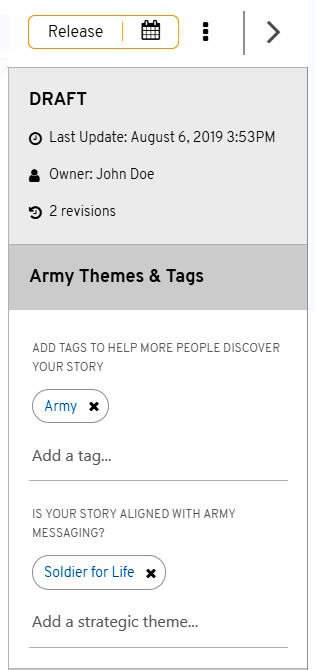 Release
DRAFT
Last Update: August 6, 2019 3:53PM
Owner: John Doe
2 revisions
Army Themes & Tags
ADD TAGS TO HELP MORE PEOPLE DISCOVER
YOUR STORY
Army
Add a tag...
IS YOUR STORY ALIGNED WITH ARMY
MESSAGING?
Soldier for Life
Add a strategic theme...